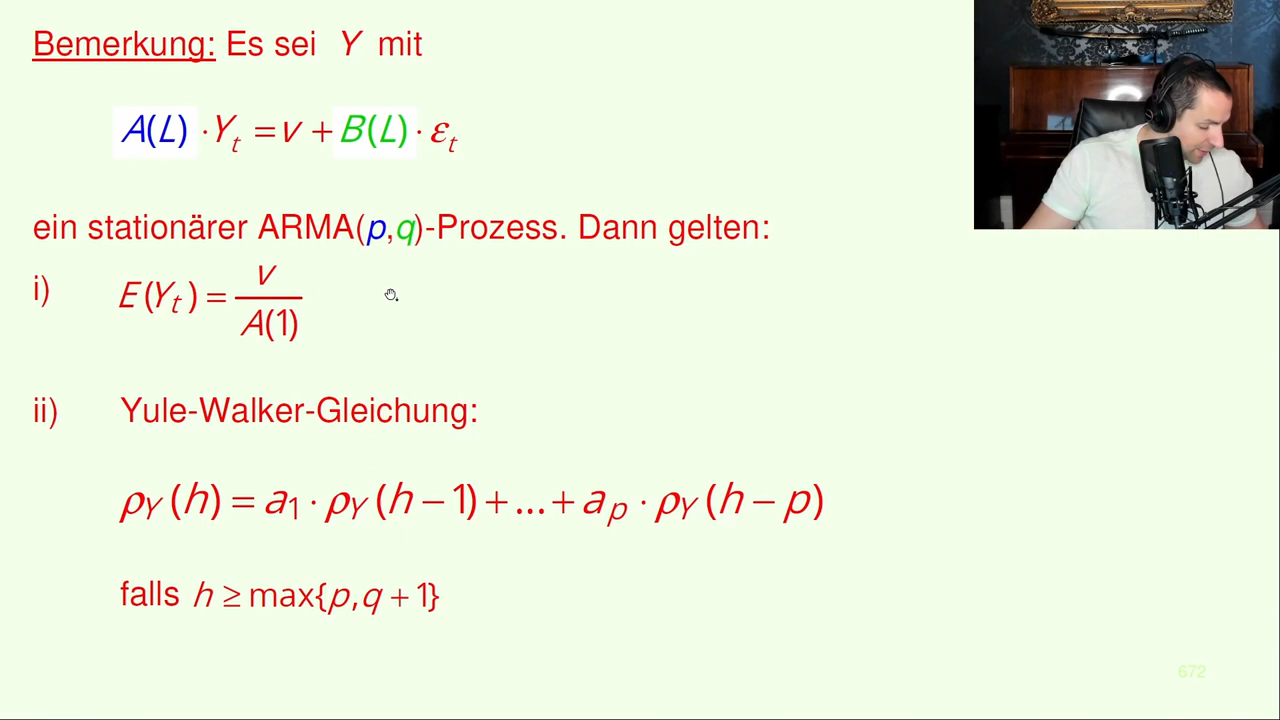 Bemerkung: Es sei Y mit
A(L) · Y_t = ν + B(L) · ε_t
ein stationärer ARMA(p,q)-Prozess. Dann gelten:
i) E(Y_t) = ν / A(1)
ii) Yule-Walker-Gleichung:
ρ_Y(h) = a_1 · ρ_Y(h − 1) + ... + a_p · ρ_Y(h − p)
falls h ≥ max{p, q + 1}
672